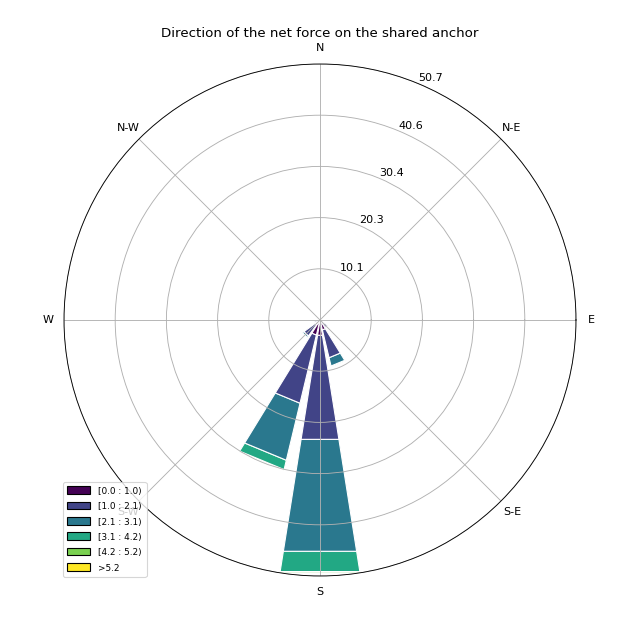 Direction of the net force on the shared anchor
N
50.7
N-W
40.6
N-E
30.4
20.3
10.1
W
E
[0.0 : 1.0)
[1.0 : 2.1)
S-W
S-E
[2.1 : 3.1)
[3.1 : 4.2)
[4.2 : 5.2)
>5.2
S